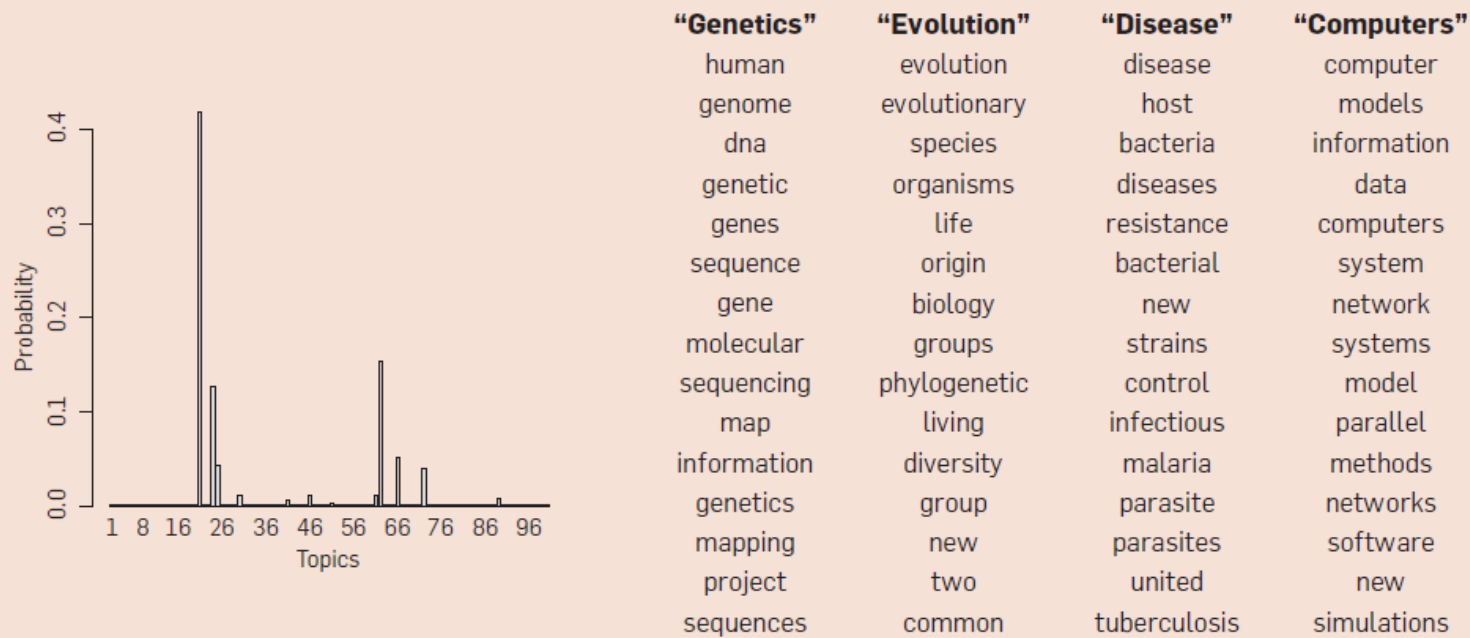 “Genetics” “Evolution” “Disease” “Computers”
human evolution disease computer
genome evolutionary host models
dna species bacteria information
genetic organisms diseases data
genes life resistance computers
sequence origin bacterial system
gene biology new network
molecular groups strains systems
sequencing phylogenetic control model
map living infectious parallel
information diversity malaria methods
genetics group parasite networks
mapping new parasites software
project two united new
sequences common tuberculosis simulations
Probability
0.4
0.3
0.2
0.1
0.0
1 8 16 26 36 46 56 66 76 86 96
Topics